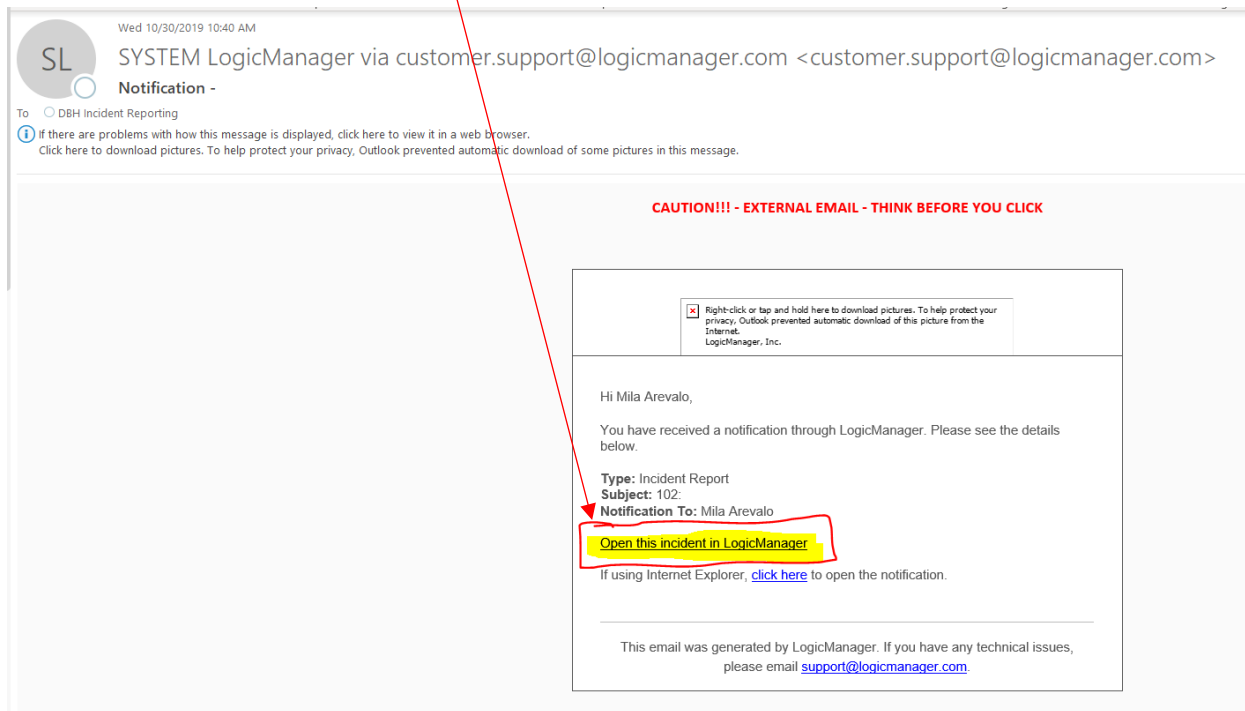 Wed 10/30/2019 10:40 AM
SL
SYSTEM LogicManager via customer.support@logicmanager.com <customer.support@logicmanager.com>
Notification -
To DBH Incident Reporting
If there are problems with how this message is displayed, click here to view it in a web browser.
Click here to download pictures. To help protect your privacy, Outlook prevented automatic download of some pictures in this message.
CAUTION!!! - EXTERNAL EMAIL - THINK BEFORE YOU CLICK
Right-click or tap and hold here to download pictures. To help protect your
privacy, Outlook prevented automatic download of this picture from the
Internet.
LogicManager, Inc.
Hi Mila Arevalo,
You have received a notification through LogicManager. Please see the details
below.
Type: Incident Report
Subject: 102:
Notification To: Mila Arevalo
Open this incident in LogicManager
If using Internet Explorer, click here to open the notification.
This email was generated by LogicManager. If you have any technical issues,
please email support@logicmanager.com.